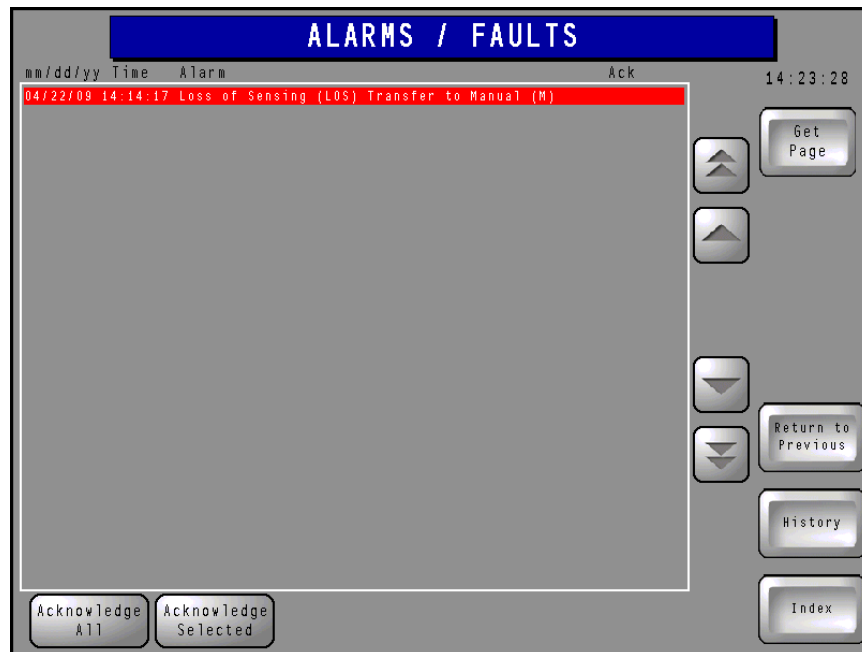 ALARMS / FAULTS
mm/dd/yy Time Alarm Ack
14:23:28
04/22/09 14:14:17 Loss of Sensing (LOS) Transfer to Manual (M)
Get
Page
Return to
Previous
History
Index
Acknowledge
All
Acknowledge
Selected